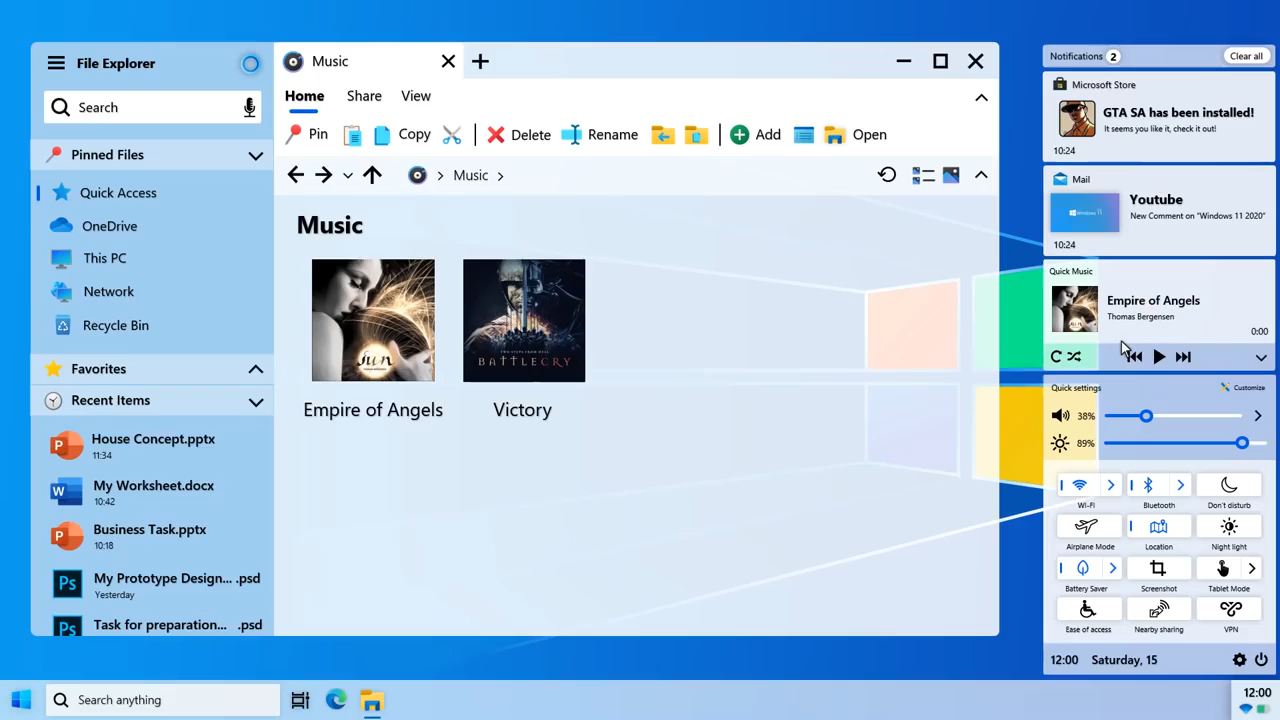 File Explorer
Search
Pinned Files
Quick Access
OneDrive
This PC
Network
Recycle Bin
Favorites
Recent Items
House Concept.pptx
11:34
My Worksheet.docx
10:42
Business Task.pptx
10:18
My Prototype Design... .psd
Yesterday
Task for preparation... .psd
Music
Home Share View
Pin Copy Delete Rename Add Open
Music
Music
SUN
BATTLECRY
Empire of Angels
Victory
Notifications 2 Clear all
Microsoft Store
GTA SA has been installed!
It seems you like it, check it out!
10:24
Mail
Windows 11
Youtube
New Comment on "Windows 11 2020"
10:24
Quick Music
Empire of Angels
Thomas Bergensen
0:00
Quick settings Customize
38%
89%
Wi-Fi Bluetooth Don't disturb
Airplane Mode Location Night light
Battery Saver Screenshot Tablet Mode
Ease of access Nearby sharing VPN
12:00 Saturday, 15
Search anything
12:00